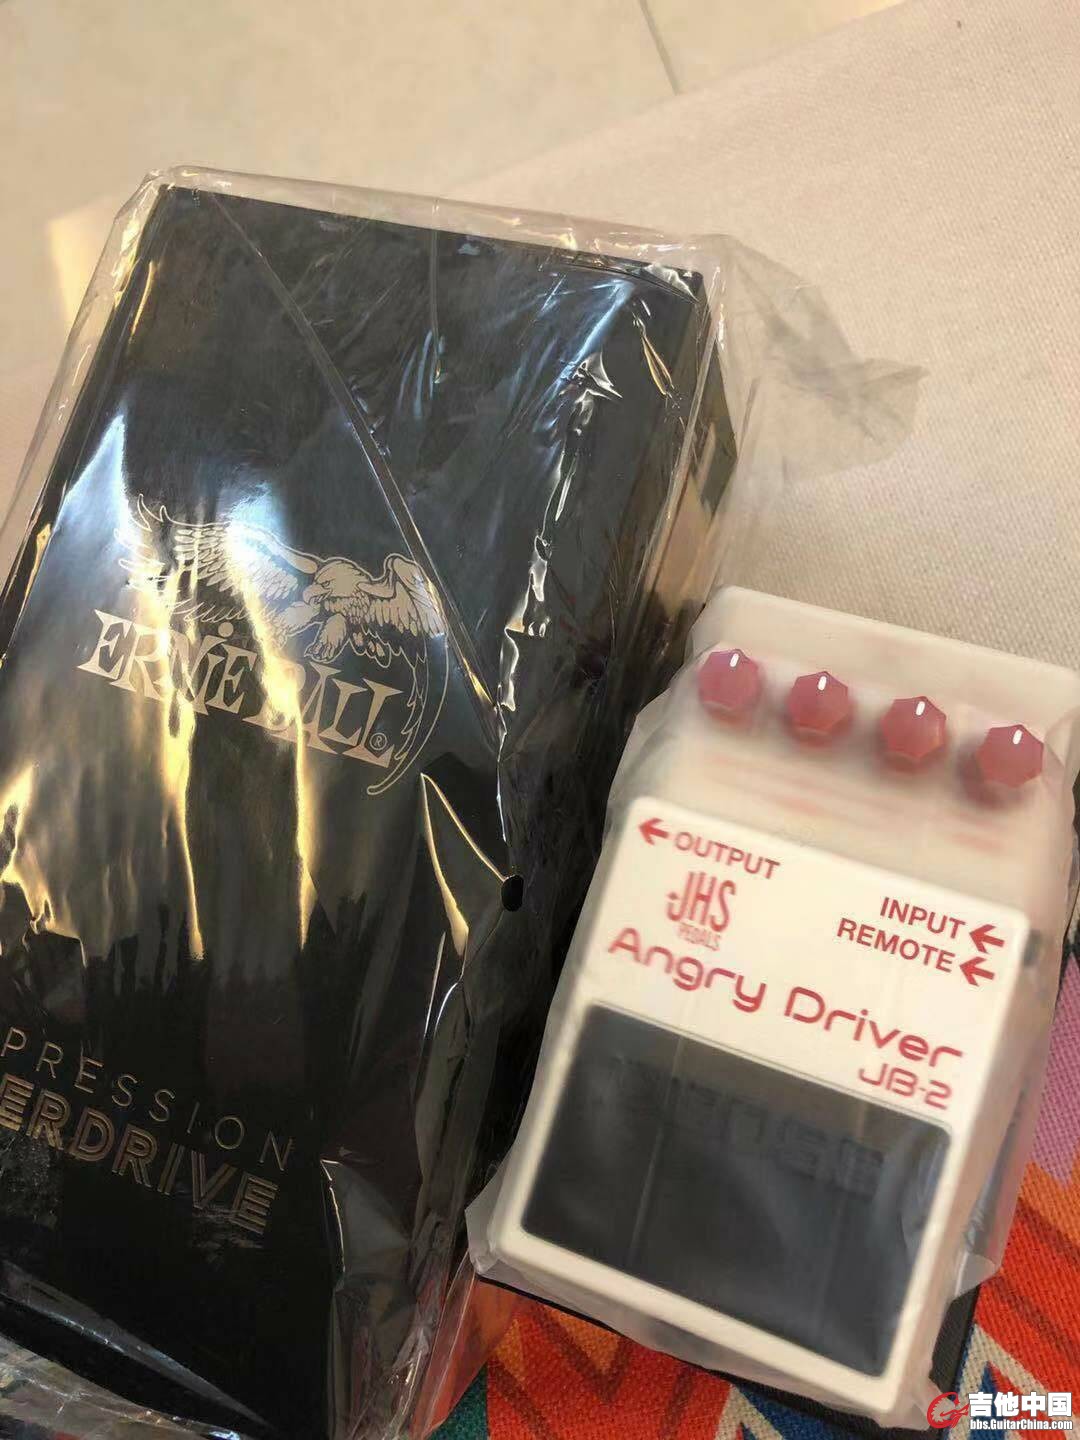 ERNIE BALL®
PRESSION
ERDRIVE
OUTPUT
JHS
PEDALS
INPUT
REMOTE
Angry Driver
JB-2
BOSS
吉他中国
bbs.GuitarChina.com